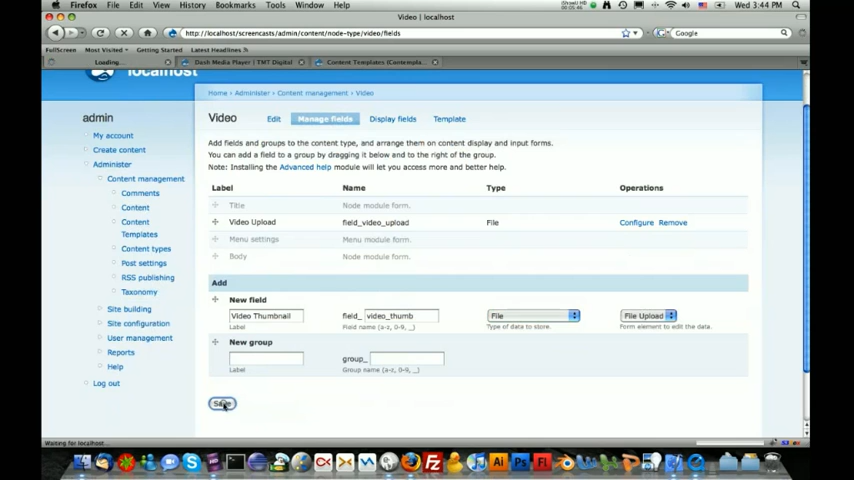 Firefox File Edit View History Bookmarks Tools Window Help
Wed 3:44 PM
Video | localhost
http://localhost/screencasts/admin/content/node-type/video/fields
Google
FullScreen Most Visited Getting Started Latest Headlines
Loading... Dash Media Player | TMT Digital Content Templates (Contempla...
localhost
Home › Administer › Content management › Video
admin
My account
Create content
Administer
Content management
Comments
Content
Content Templates
Content types
Post settings
RSS publishing
Taxonomy
Site building
Site configuration
User management
Reports
Help
Log out
Video Edit Manage fields Display fields Template
Add fields and groups to the content type, and arrange them on content display and input forms.
You can add a field to a group by dragging it below and to the right of the group.
Note: Installing the Advanced help module will let you access more and better help.
Label Name Type Operations
Title Node module form.
Video Upload field_video_upload File Configure Remove
Menu settings Menu module form.
Body Node module form.
Add
New field
Video Thumbnail field_ video_thumb File File Upload
Label Field name (a-z, 0-9, _) Type of data to store. Form element to edit the data.
New group
group_
Label Group name (a-z, 0-9, _)
Save
Waiting for localhost...